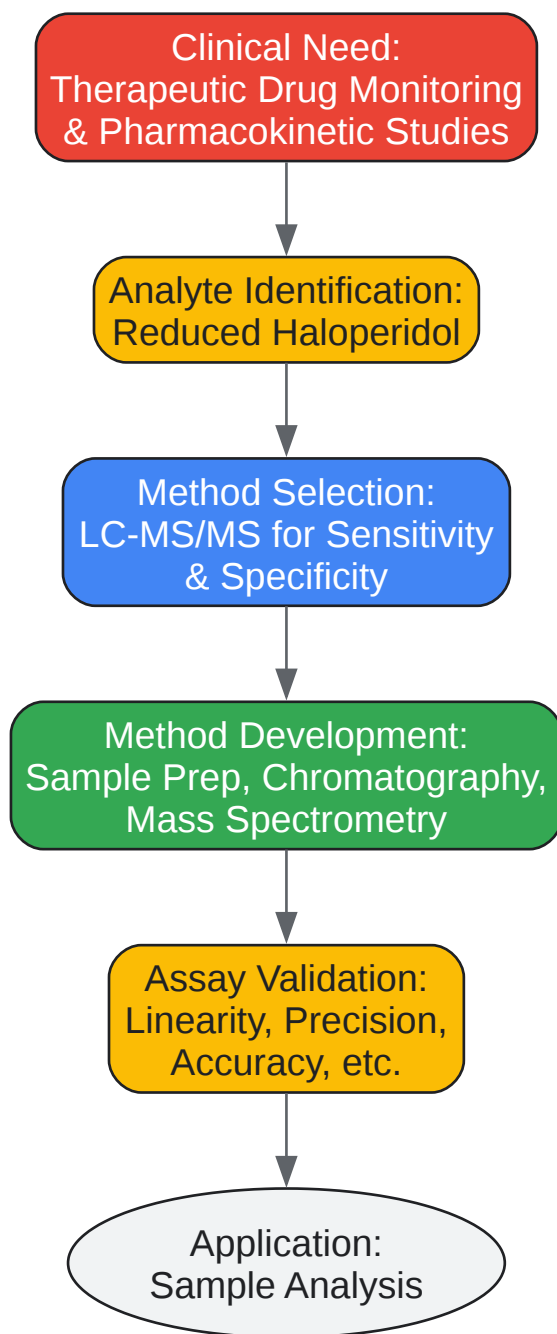 Clinical Need:
Therapeutic Drug Monitoring
& Pharmacokinetic Studies
Analyte Identification:
Reduced Haloperidol
Method Selection:
LC-MS/MS for Sensitivity
& Specificity
Method Development:
Sample Prep, Chromatography,
Mass Spectrometry
Assay Validation:
Linearity, Precision,
Accuracy, etc.
Application:
Sample Analysis